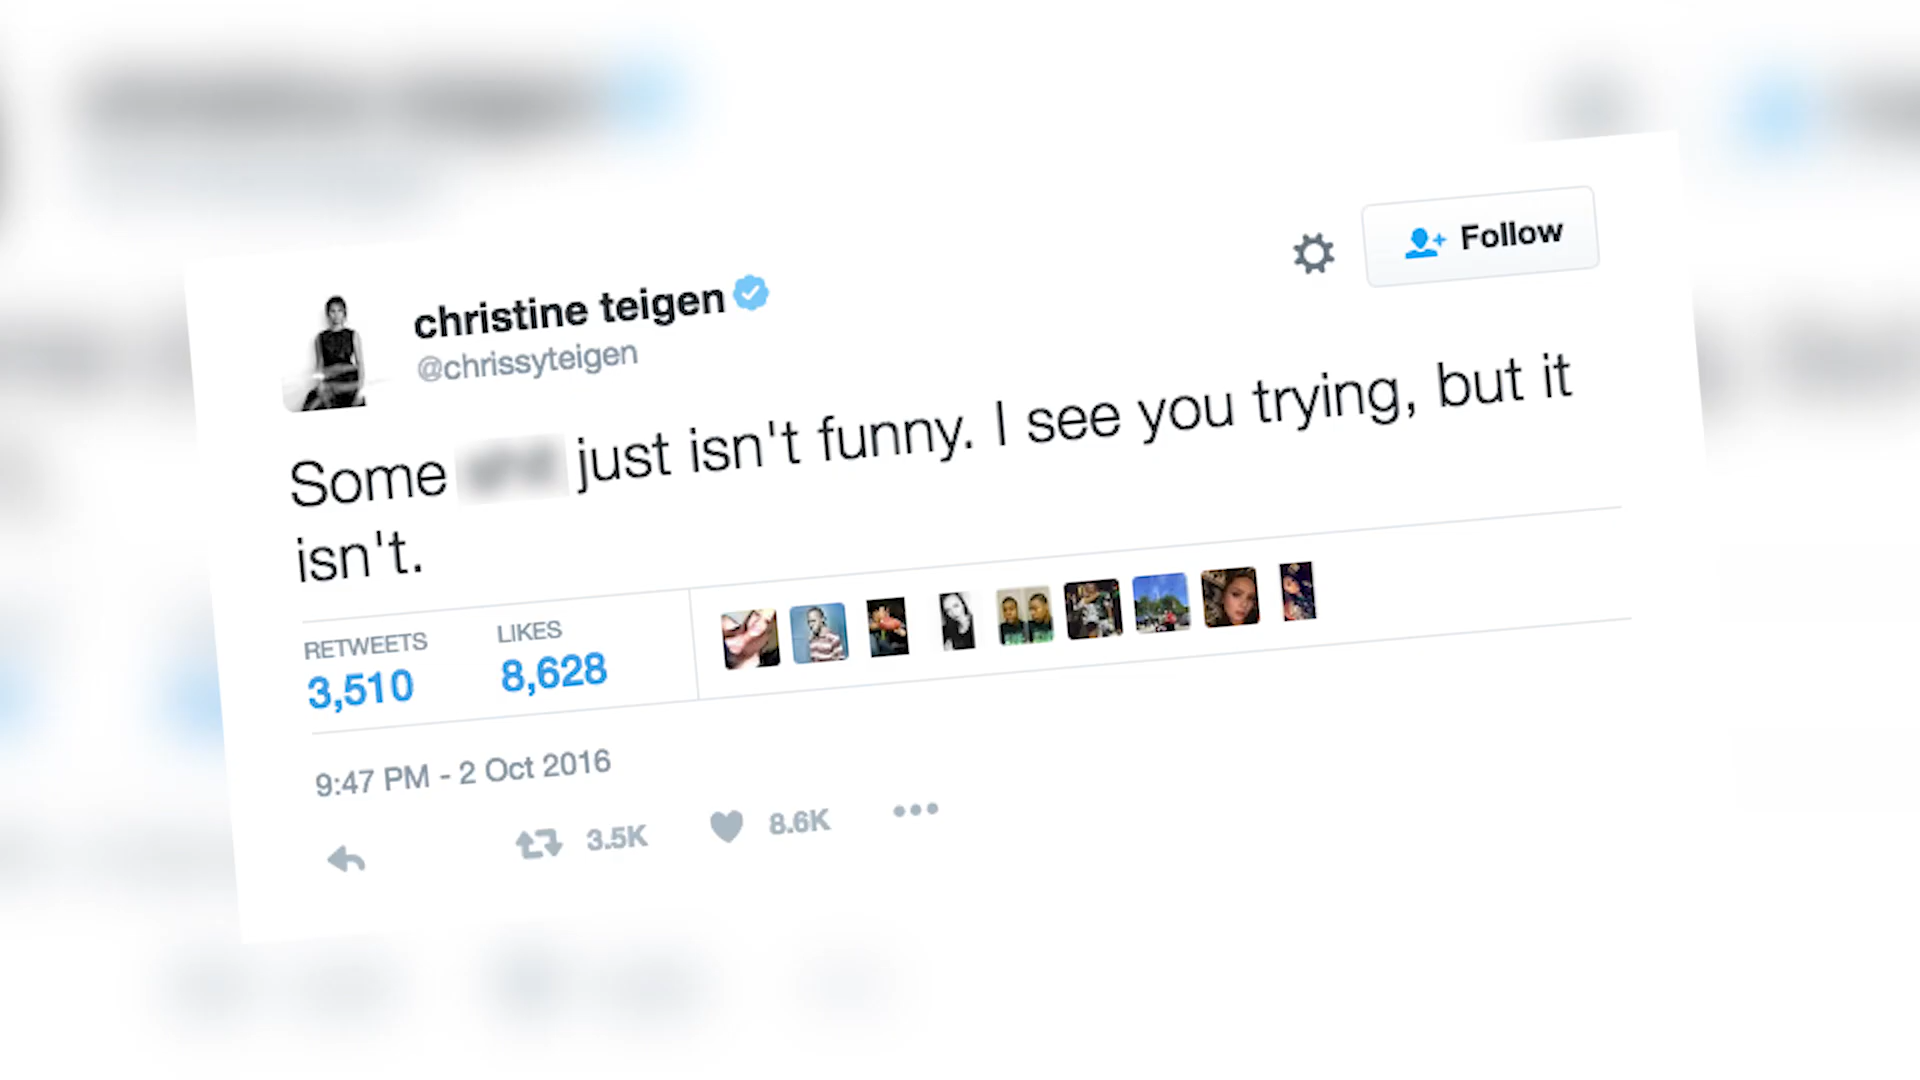 christine teigen
Follow
@chrissyteigen
Some just isn't funny. I see you trying, but it
isn't.
RETWEETS LIKES
3,510 8,628
9:47 PM - 2 Oct 2016
3.5K 8.6K